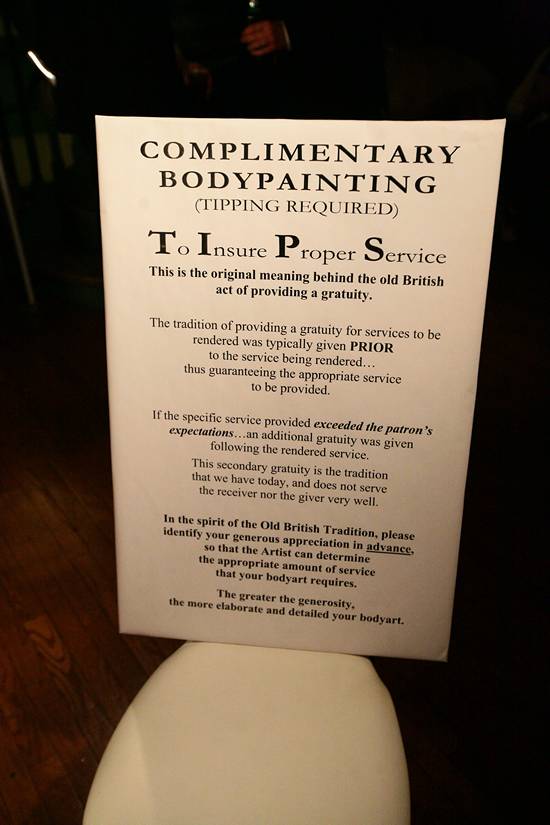 COMPLIMENTARY
BODYPAINTING
(TIPPING REQUIRED)
To Insure Proper Service
This is the original meaning behind the old British
act of providing a gratuity.
The tradition of providing a gratuity for services to be
rendered was typically given PRIOR
to the service being rendered…
thus guaranteeing the appropriate service
to be provided.
If the specific service provided exceeded the patron's
expectations…an additional gratuity was given
following the rendered service.
This secondary gratuity is the tradition
that we have today, and does not serve
the receiver nor the giver very well.
In the spirit of the Old British Tradition, please
identify your generous appreciation in advance,
so that the Artist can determine
the appropriate amount of service
that your bodyart requires.
The greater the generosity,
the more elaborate and detailed your bodyart.